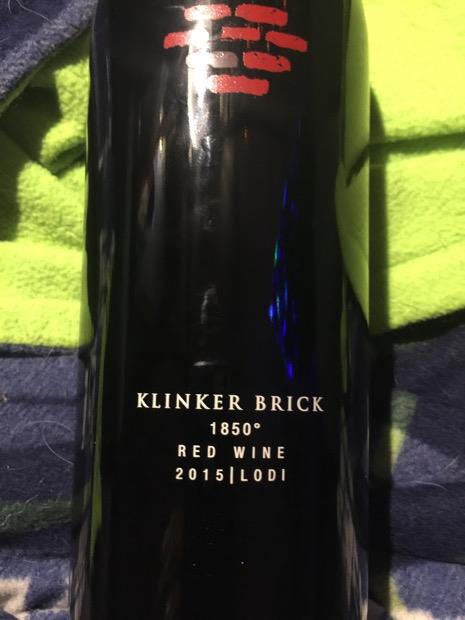 KLINKER BRICK
1850°
RED WINE
2015|LODI